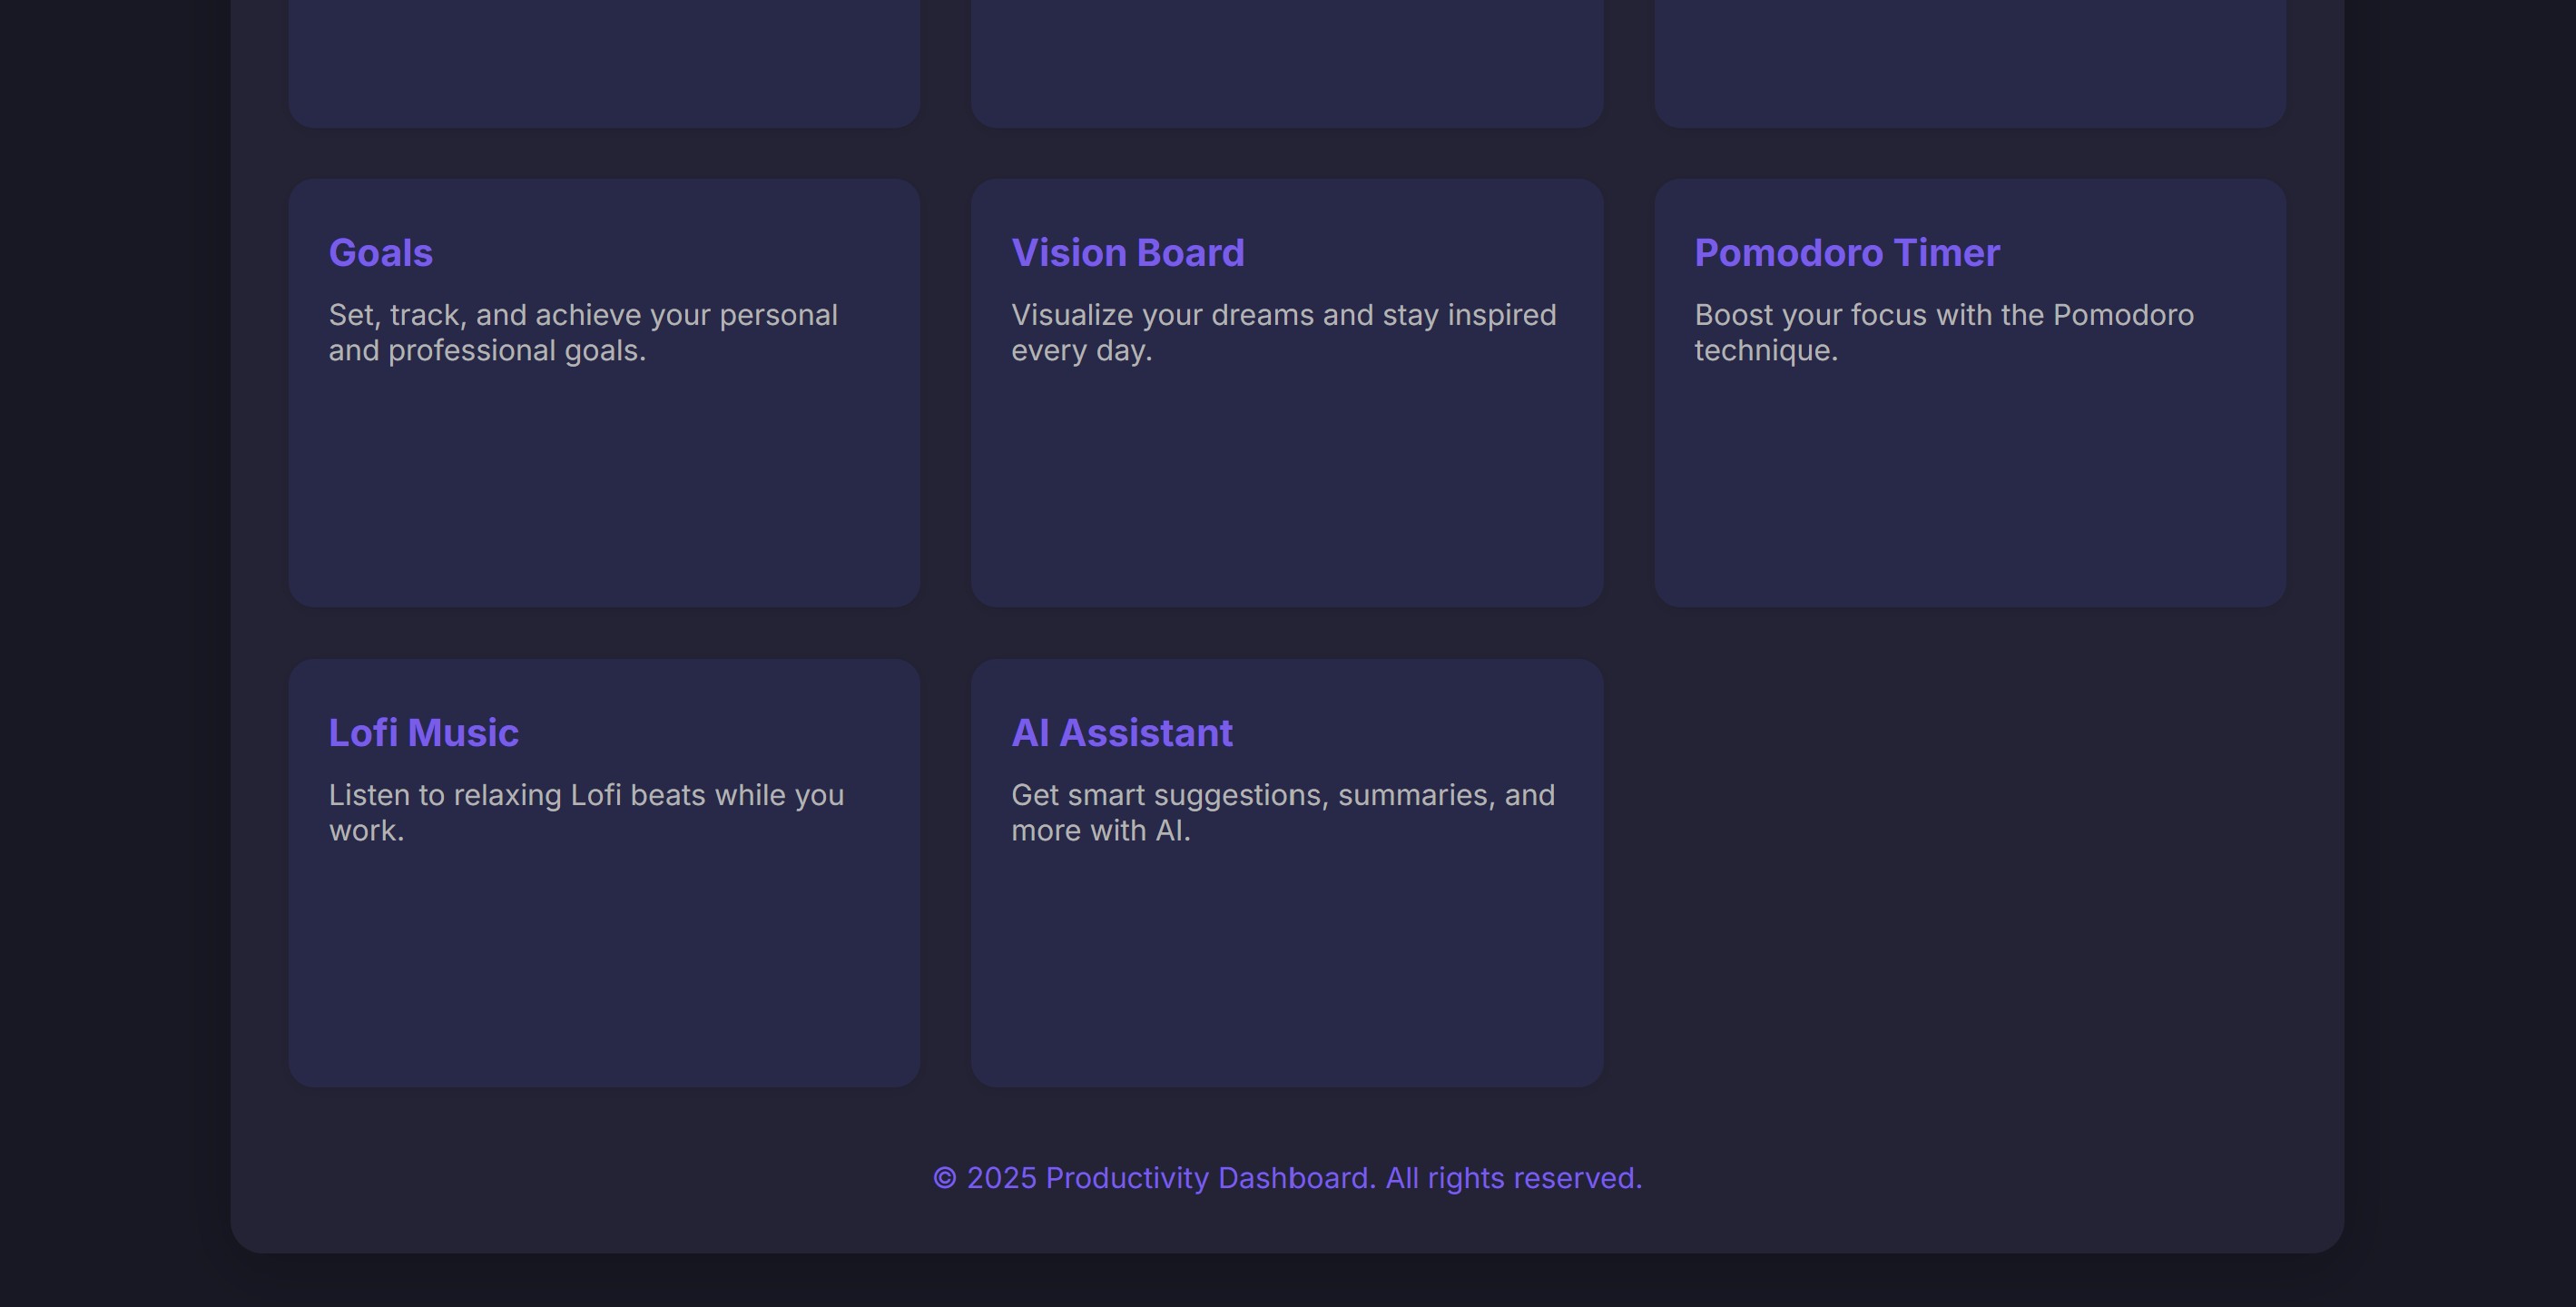 Goals
Set, track, and achieve your personal
and professional goals.
Vision Board
Visualize your dreams and stay inspired
every day.
Pomodoro Timer
Boost your focus with the Pomodoro
technique.
Lofi Music
Listen to relaxing Lofi beats while you
work.
AI Assistant
Get smart suggestions, summaries, and
more with AI.
© 2025 Productivity Dashboard. All rights reserved.